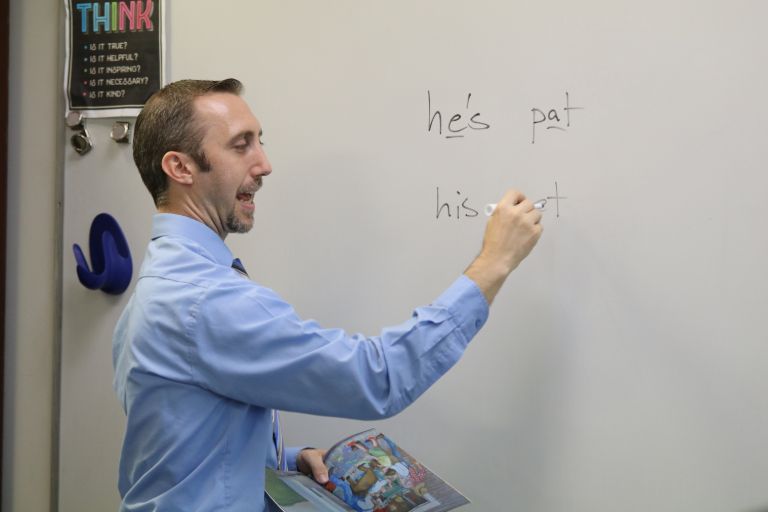 THINK
IS IT TRUE?
IS IT HELPFUL?
IS IT INSPIRING?
IS IT NECESSARY?
IS IT KIND?
he's pat
his